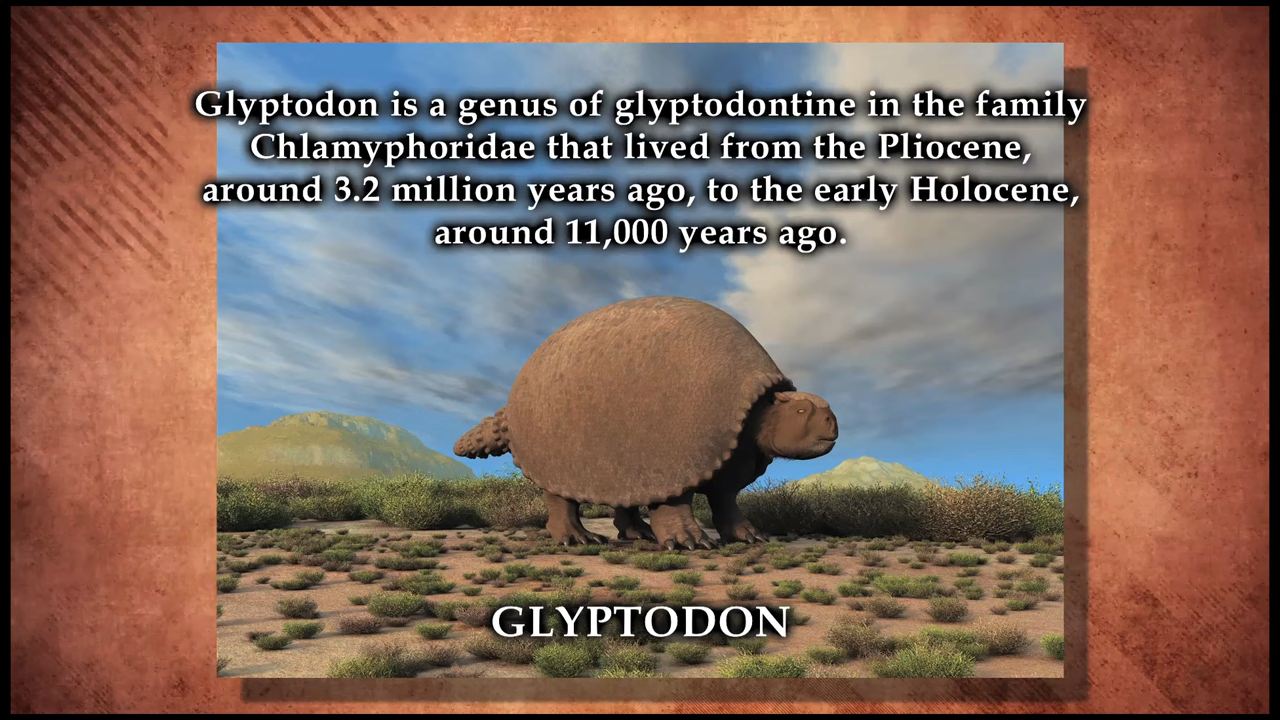 Glyptodon is a genus of glyptodontine in the family
Chlamyphoridae that lived from the Pliocene,
around 3.2 million years ago, to the early Holocene,
around 11,000 years ago.
GLYPTODON